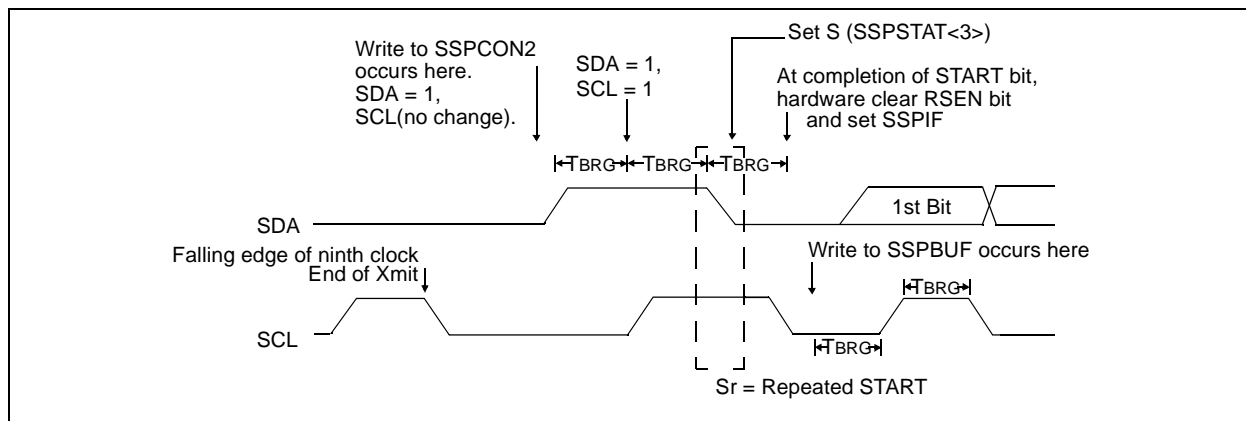 Set S (SSPSTAT<3>)
Write to SSPCON2
occurs here.
SDA = 1,
SCL(no change).
SDA = 1,
SCL = 1
At completion of START bit,
hardware clear RSEN bit
and set SSPIF
TBRG
TBRG
TBRG
SDA
1st Bit
Falling edge of ninth clock
End of Xmit
Write to SSPBUF occurs here
TBRG
SCL
TBRG
Sr = Repeated START